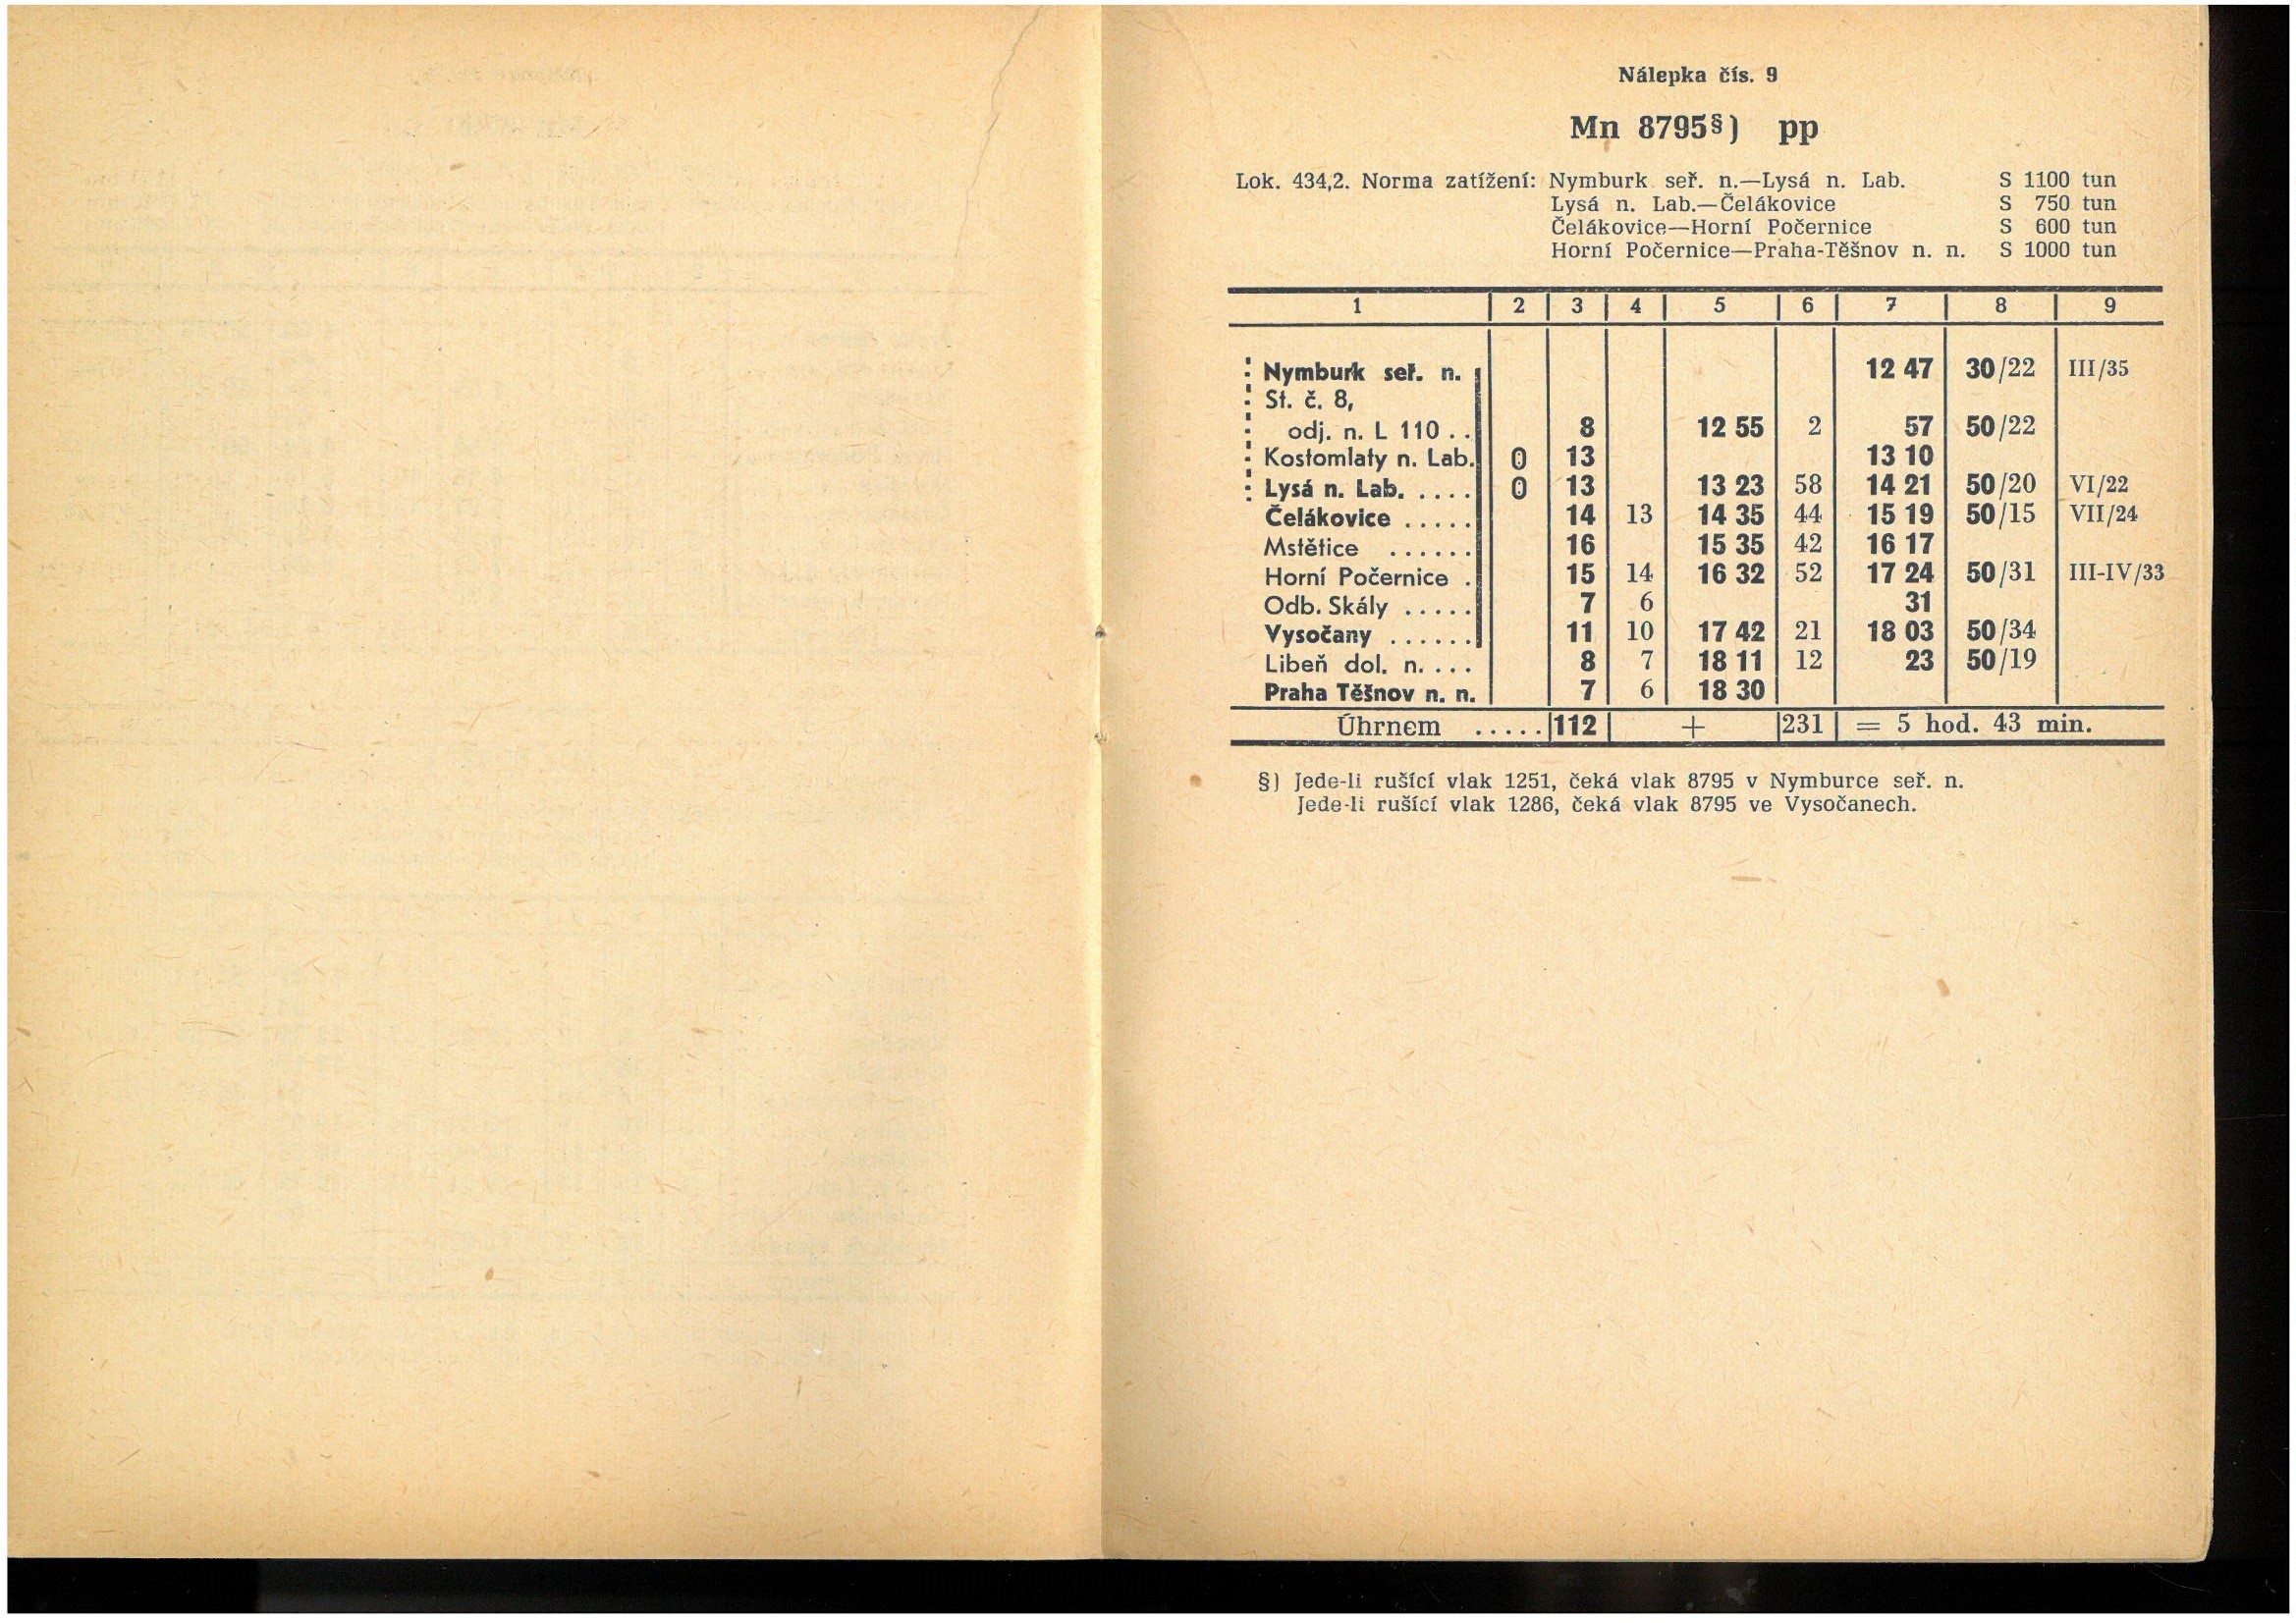 Nálepka čís. 9
Mn 8795§) pp
Lok. 434,2. Norma zatížení: Nymburk seř. n.—Lysá n. Lab. S 1100 tun
Lysá n. Lab.—Čelákovice S 750 tun
Čelákovice—Horní Počernice S 600 tun
Horní Počernice—Praha-Těšnov n. n. S 1000 tun
1 2 3 4 5 6 7 8 9
Nymburk seř. n. 12 47 30/22 III/35
St. č. 8,
odj. n. L 110 . . 8 12 55 2 57 50/22
Kostomlaty n. Lab. 0 13 13 10
Lysá n. Lab. . . . . 0 13 13 23 58 14 21 50/20 VI/22
Čelákovice . . . . . 14 13 14 35 44 15 19 50/15 VII/24
Mstětice . . . . . . 16 15 35 42 16 17
Horní Počernice . 15 14 16 32 52 17 24 50/31 III-IV/33
Odb. Skály . . . . . 7 6 31
Vysočany . . . . . . 11 10 17 42 21 18 03 50/34
Libeň dol. n. . . . 8 7 18 11 12 23 50/19
Praha Těšnov n. n. 7 6 18 30
Úhrnem . . . . . 112 + 231 = 5 hod. 43 min.
§) Jede-li rušící vlak 1251, čeká vlak 8795 v Nymburce seř. n.
Jede-li rušící vlak 1286, čeká vlak 8795 ve Vysočanech.